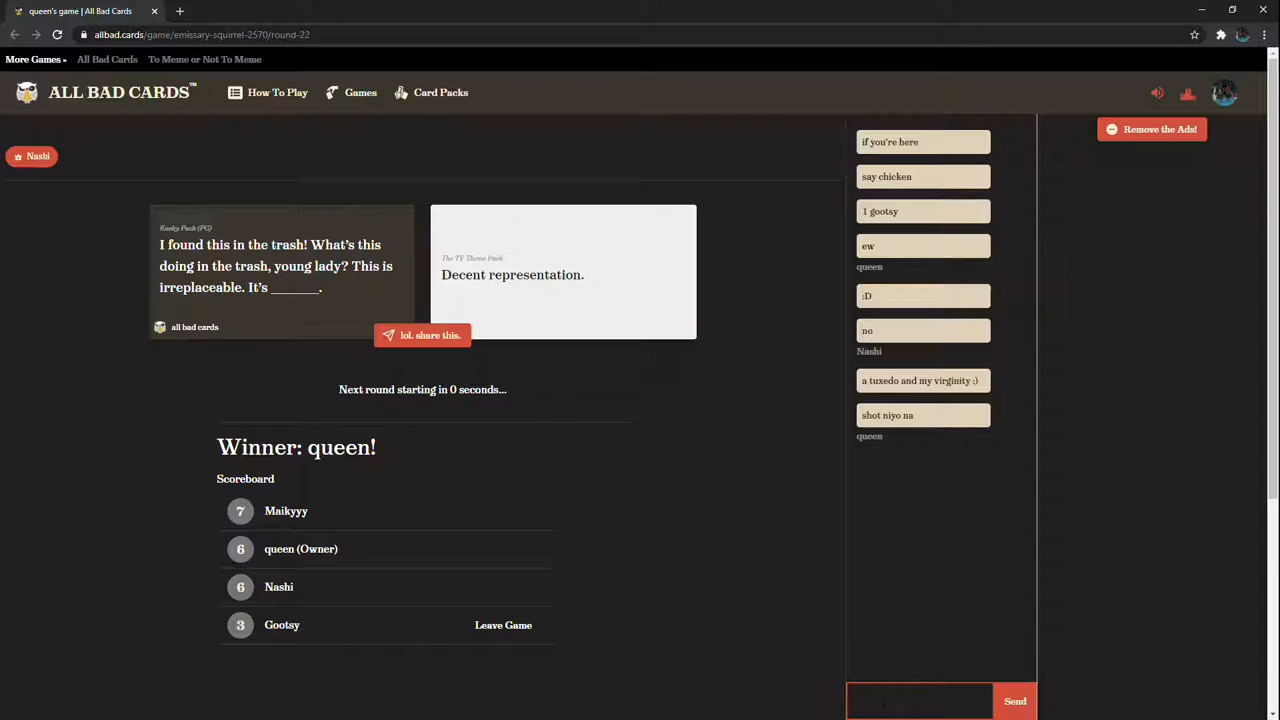 queen's game | All Bad Cards
allbad.cards/game/emissary-squirrel-2570/round-22
More Games » All Bad Cards To Meme or Not To Meme
ALL BAD CARDS™ How To Play Games Card Packs
Remove the Ads!
Nashi
Kacky Pack (PG)
I found this in the trash! What's this
doing in the trash, young lady? This is
irreplaceable. It's _______.
all bad cards
The TV Theme Pack
Decent representation.
lol. share this.
Next round starting in 0 seconds...
Winner: queen!
Scoreboard
7 Maikyyy
6 queen (Owner)
6 Nashi
3 Gootsy Leave Game
if you're here
say chicken
1 gootsy
ew
queen
:D
no
Nashi
a tuxedo and my virginity ;)
shot niyo na
queen
Send